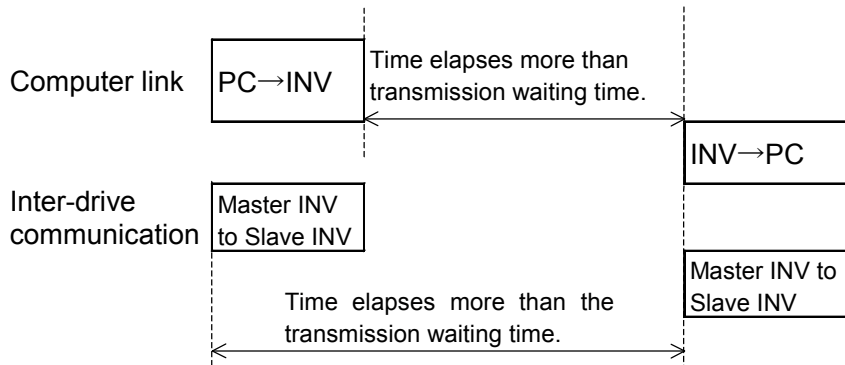 Computer link
PC→INV
Time elapses more than
transmission waiting time.
INV→PC
Inter-drive
communication
Master INV
to Slave INV
Master INV to
Slave INV
Time elapses more than the
transmission waiting time.